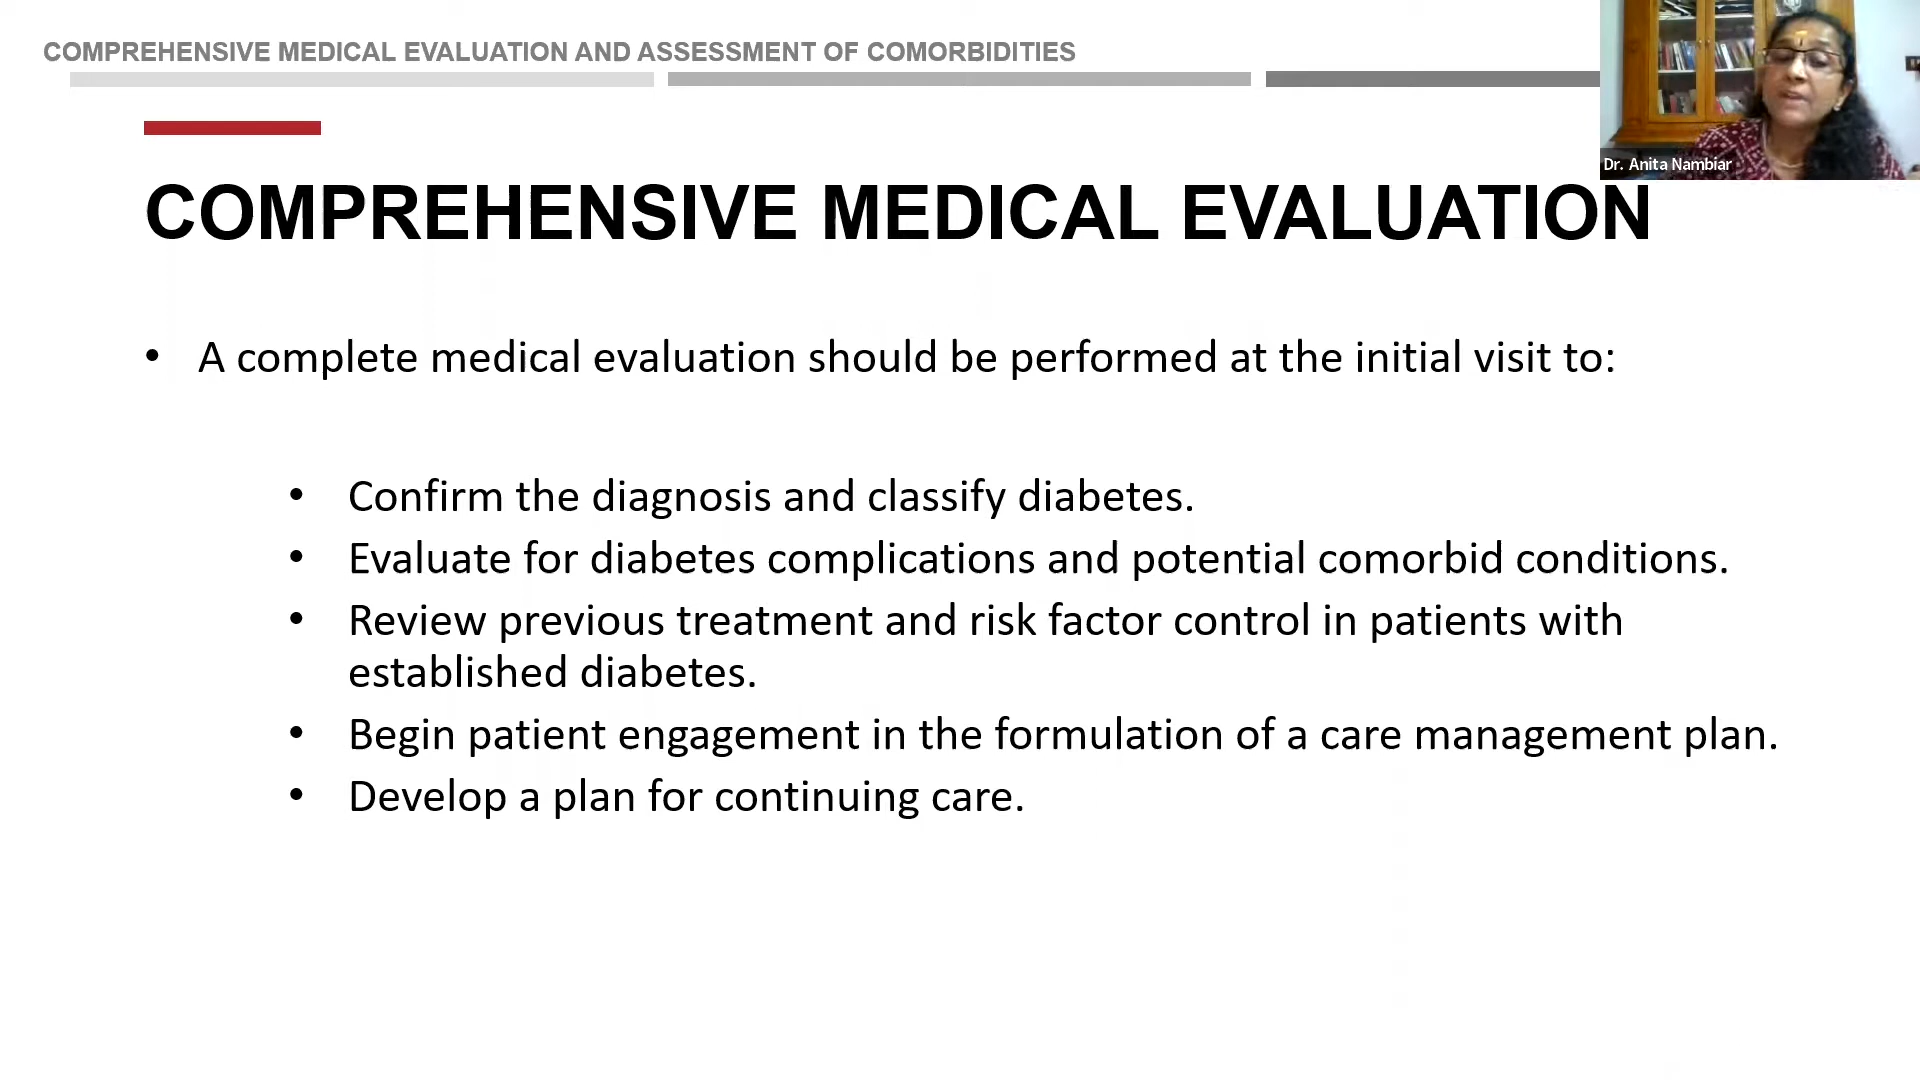 COMPREHENSIVE MEDICAL EVALUATION AND ASSESSMENT OF COMORBIDITIES
Dr. Anita Nambiar
COMPREHENSIVE MEDICAL EVALUATION
• A complete medical evaluation should be performed at the initial visit to:
• Confirm the diagnosis and classify diabetes.
• Evaluate for diabetes complications and potential comorbid conditions.
• Review previous treatment and risk factor control in patients with
established diabetes.
• Begin patient engagement in the formulation of a care management plan.
• Develop a plan for continuing care.